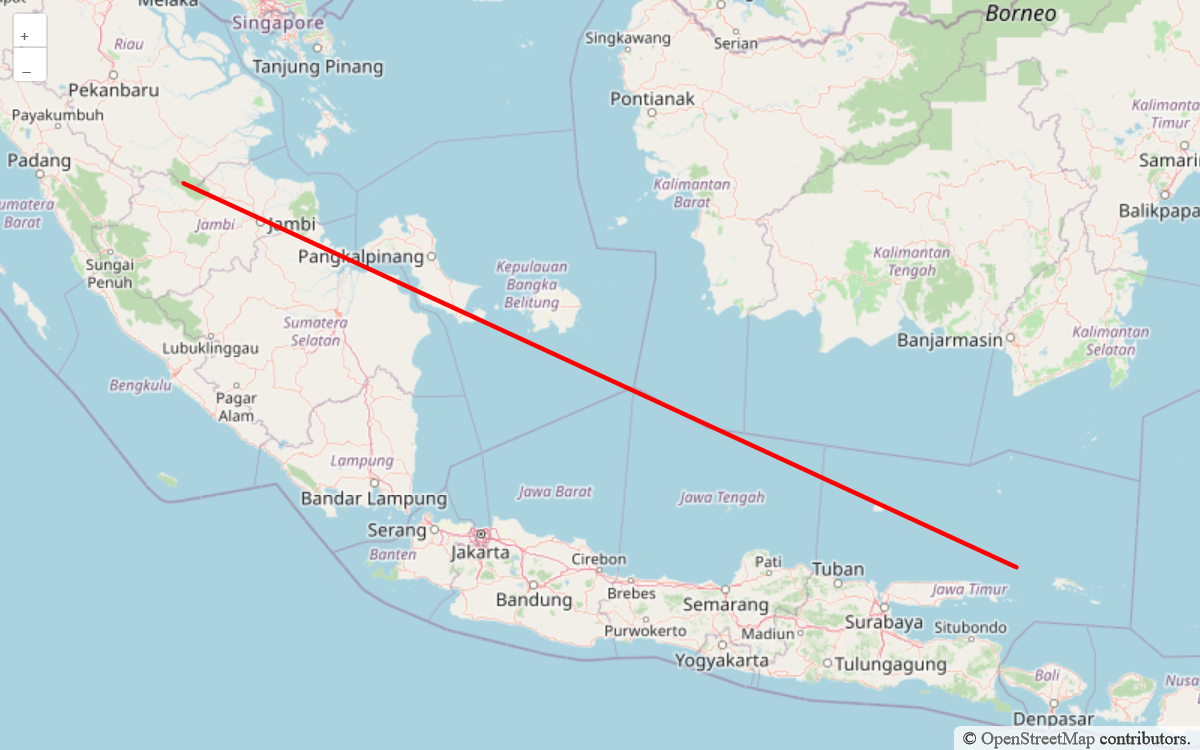 Melaka
Singapore
Borneo
+
–
Riau
Singkawang
Serian
Tanjung Pinang
Pekanbaru
Payakumbuh
Pontianak
Kalimanta
Timur
Padang
Samari
Sumatera
Barat
Kalimantan
Barat
Jambi
Jambi
Balikpapa
Sungai
Penuh
Pangkalpinang
Kepulauan
Bangka
Belitung
Kalimantan
Tengah
Sumatera
Selatan
Lubuklinggau
Banjarmasin
Kalimantan
Selatan
Bengkulu
Pagar
Alam
Lampung
Bandar Lampung
Jawa Barat
Jawa Tengah
Serang
Banten
Jakarta
Cirebon
Pati
Tuban
Bandung
Brebes
Semarang
Jawa Timur
Surabaya
Situbondo
Purwokerto
Madiun
Yogyakarta
Tulungagung
Bali
Nusa
Denpasar
© OpenStreetMap contributors.